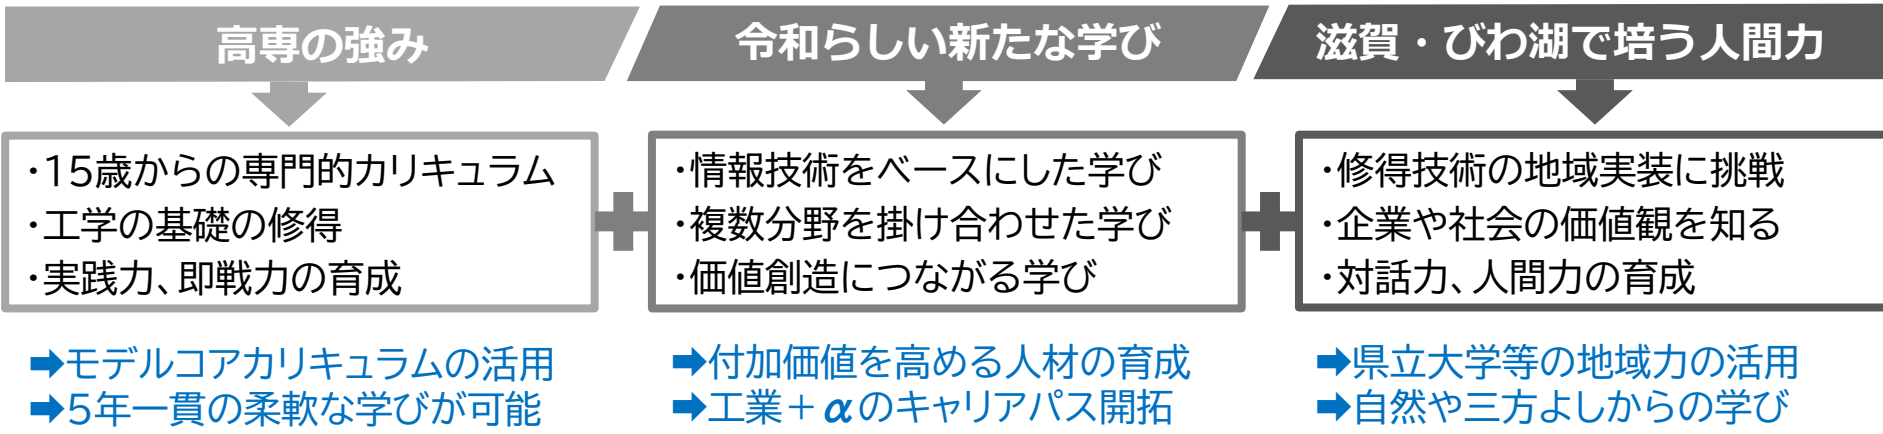 高専の強み
・15歳からの専門的カリキュラム
・工学の基礎の修得
・実践力、即戦力の育成
➡モデルコアカリキュラムの活用
➡5年一貫の柔軟な学びが可能
令和らしい新たな学び
・情報技術をベースにした学び
・複数分野を掛け合わせた学び
・価値創造につながる学び
➡付加価値を高める人材の育成
➡工業＋αのキャリアパス開拓
滋賀・びわ湖で培う人間力
・修得技術の地域実装に挑戦
・企業や社会の価値観を知る
・対話力、人間力の育成
➡県立大学等の地域力の活用
➡自然や三方よしからの学び